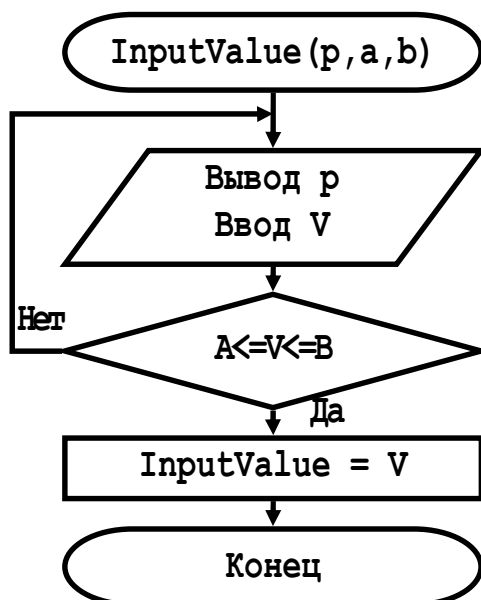 InputValue(p,a,b)
Вывод p
Ввод V
Нет
A<=V<=B
Да
InputValue = V
Конец